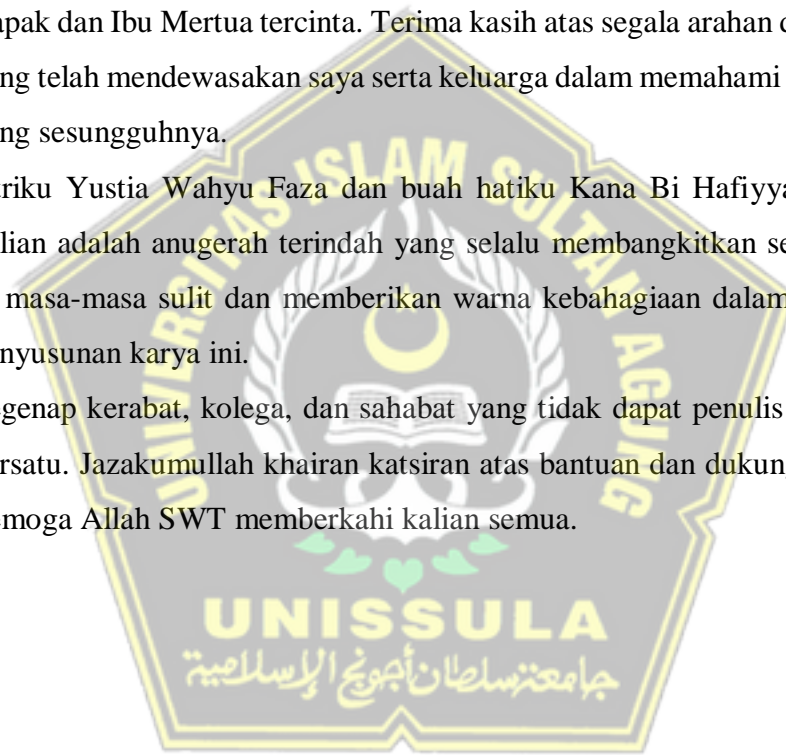 apak dan Ibu Mertua tercinta. Terima kasih atas segala arahan
ng telah mendewasakan saya serta keluarga dalam memahami
ng sesungguhnya.
riku Yustia Wahyu Faza dan buah hatiku Kana Bi Hafiyya
lian adalah anugerah terindah yang selalu membangkitkan se
masa-masa sulit dan memberikan warna kebahagiaan dalam
nyusunan karya ini.
genap kerabat, kolega, dan sahabat yang tidak dapat penulis
rsatu. Jazakumullah khairan katsiran atas bantuan dan dukung
moga Allah SWT memberkahi kalian semua.
UNIVERSITAS ISLAM SULTAN AGUNG
UNISSULA
جامعتنسلطان أجونج الإسلامية